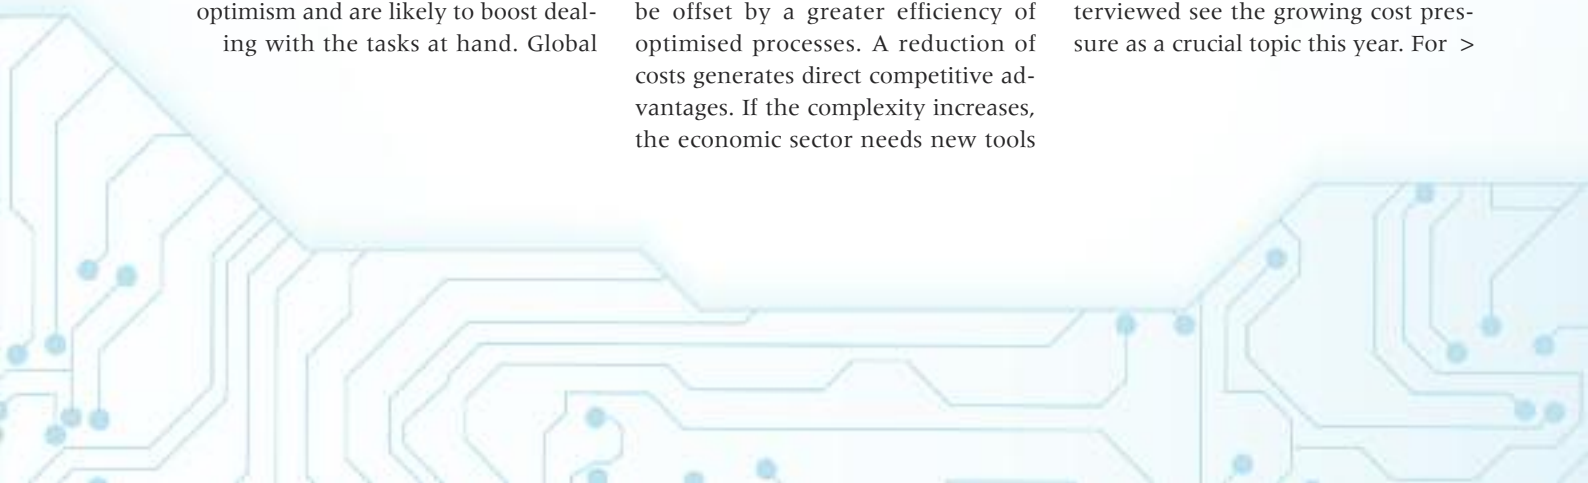 optimism and are likely to boost deal-
ing with the tasks at hand. Global
be offset by a greater efficiency of
optimised processes. A reduction of
costs generates direct competitive ad-
vantages. If the complexity increases,
the economic sector needs new tools
terviewed see the growing cost pres-
sure as a crucial topic this year. For >